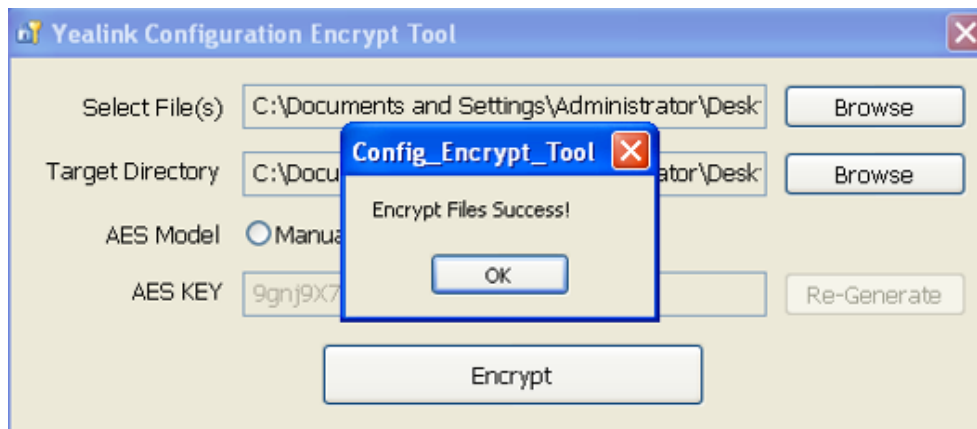 Yealink Configuration Encrypt Tool
Select File(s) C:\Documents and Settings\Administrator\Desk Browse
Config_Encrypt_Tool
Target Directory C:\Docu ator\Desk Browse
Encrypt Files Success!
AES Model Manua
OK
AES KEY 9gnj9X7 Re-Generate
Encrypt